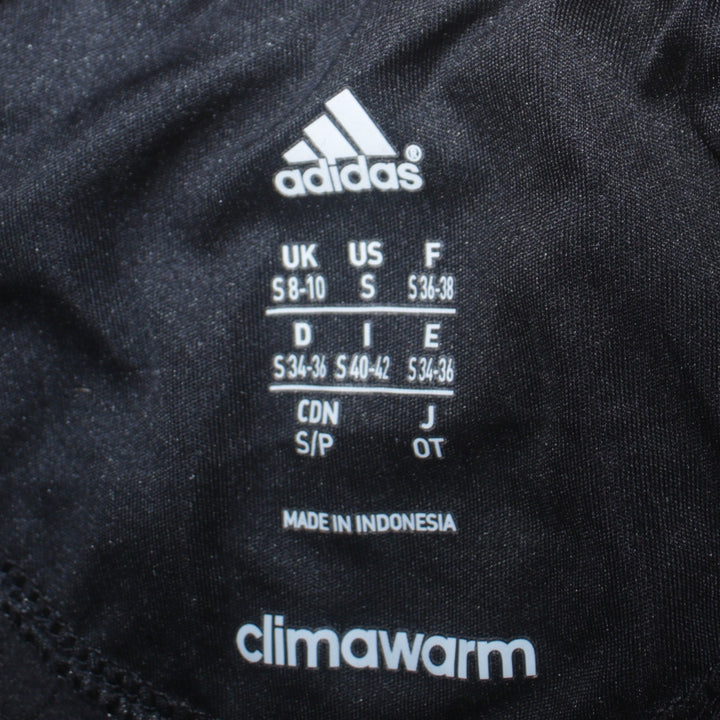 adidas®
UK US F
S 8-10 S S 36-38
D I E
S 34-36 S 40-42 S 34-36
CDN J
S/P OT
MADE IN INDONESIA
climawarm